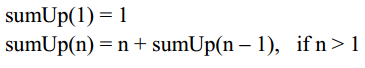 sumUp(1) = 1
sumUp(n) = n + sumUp(n – 1),   if n > 1